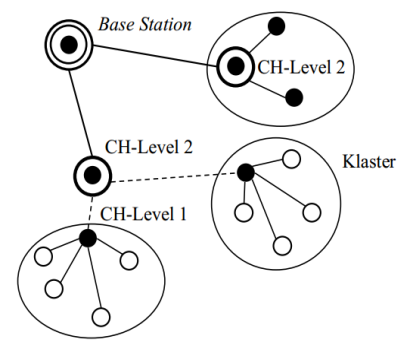 Base Station
CH-Level 2
CH-Level 2
Klaster
CH-Level 1